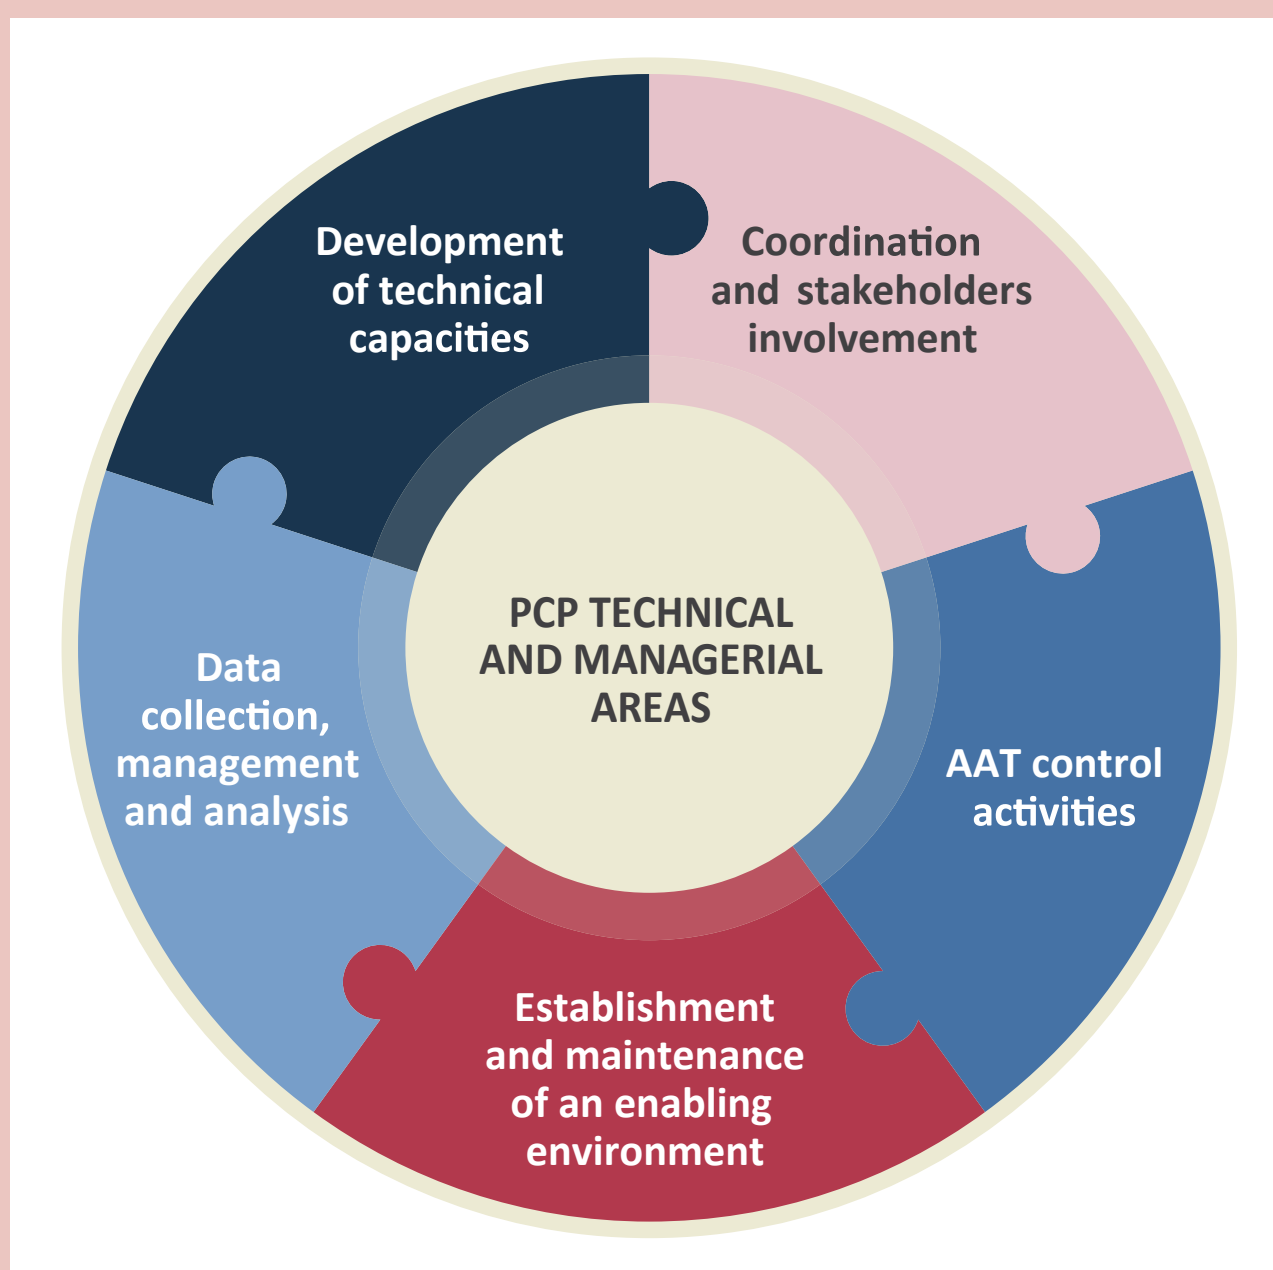 Development
of technical
capacities
Coordination
and stakeholders
involvement
PCP TECHNICAL
AND MANAGERIAL
AREAS
Data
collection,
management
and analysis
AAT control
activities
Establishment
and maintenance
of an enabling
environment